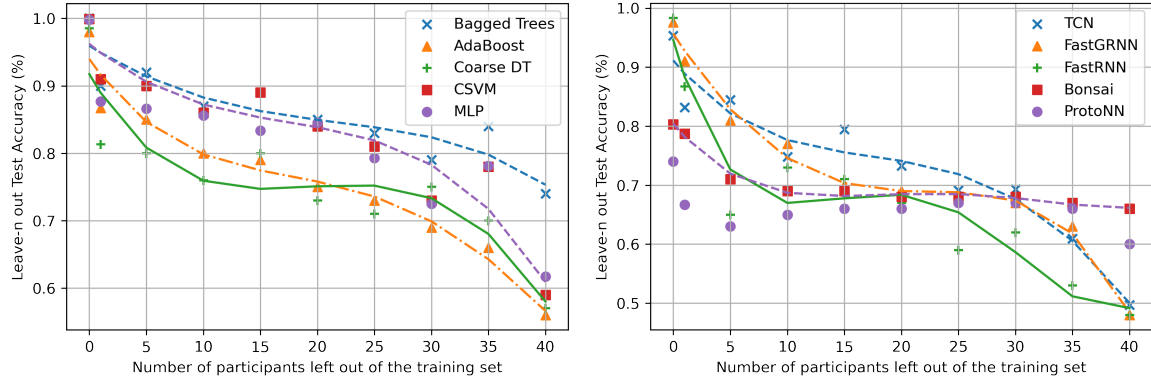 Leave-n out Test Accuracy (%)
1.0
0.9
0.8
0.7
0.6
0
5
10
15
20
25
30
35
40
Number of participants left out of the training set
Bagged Trees
AdaBoost
Coarse DT
CSVM
MLP
Leave-n out Test Accuracy (%)
1.0
0.9
0.8
0.7
0.6
0.5
0
5
10
15
20
25
30
35
40
Number of participants left out of the training set
TCN
FastGRNN
FastRNN
Bonsai
ProtoNN